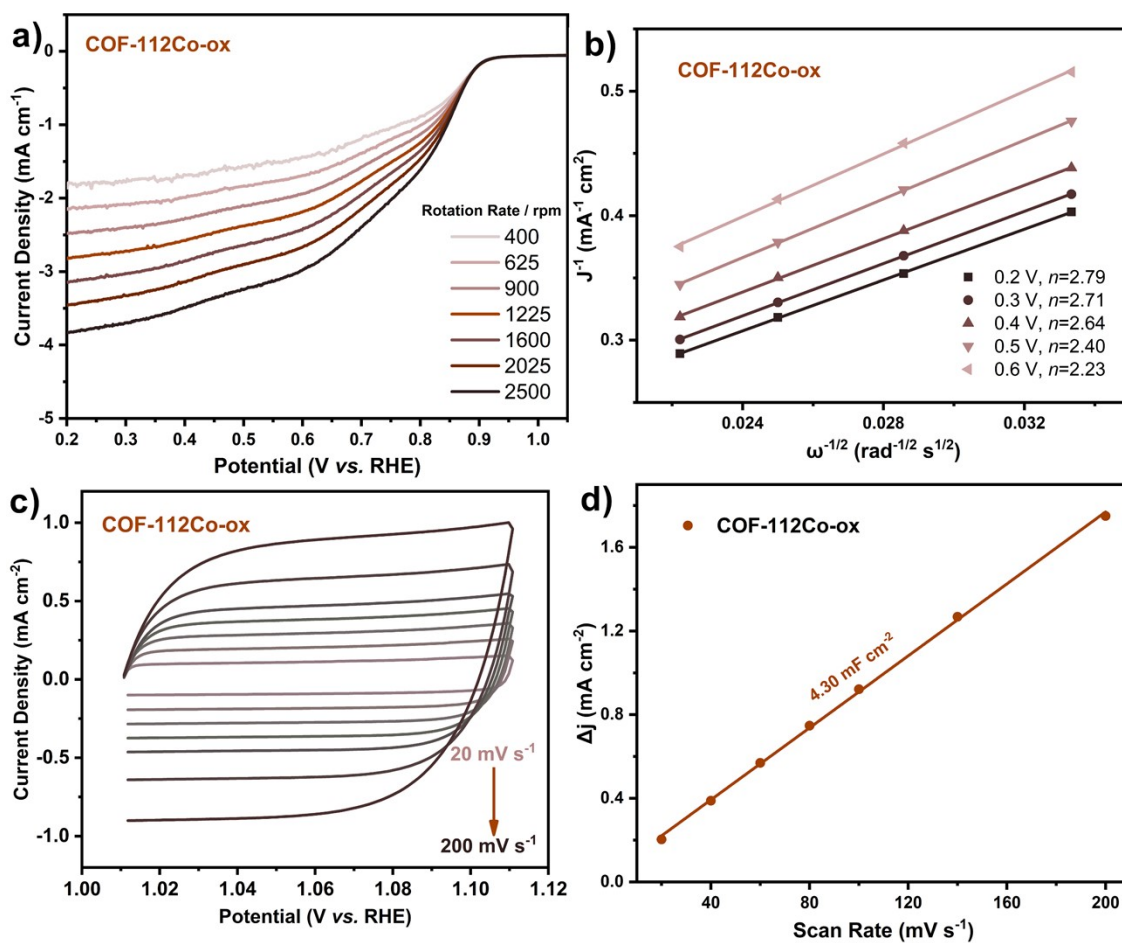 a)
COF-112Co-ox
Current Density (mA cm⁻¹)
0
-1
-2
-3
-4
-5
Rotation Rate / rpm
400
625
900
1225
1600
2025
2500
0.2 0.3 0.4 0.5 0.6 0.7 0.8 0.9 1.0
Potential (V vs. RHE)
b)
COF-112Co-ox
J⁻¹ (mA⁻¹ cm²)
0.5
0.4
0.3
0.2 V, n=2.79
0.3 V, n=2.71
0.4 V, n=2.64
0.5 V, n=2.40
0.6 V, n=2.23
0.024 0.028 0.032
ω⁻¹/² (rad⁻¹/² s¹/²)
c)
COF-112Co-ox
Current Density (mA cm⁻²)
1.0
0.5
0.0
-0.5
-1.0
20 mV s⁻¹
200 mV s⁻¹
1.00 1.02 1.04 1.06 1.08 1.10 1.12
Potential (V vs. RHE)
d)
COF-112Co-ox
Δj (mA cm⁻²)
1.6
1.2
0.8
0.4
0.0
4.30 mF cm⁻²
40 80 120 160 200
Scan Rate (mV s⁻¹)